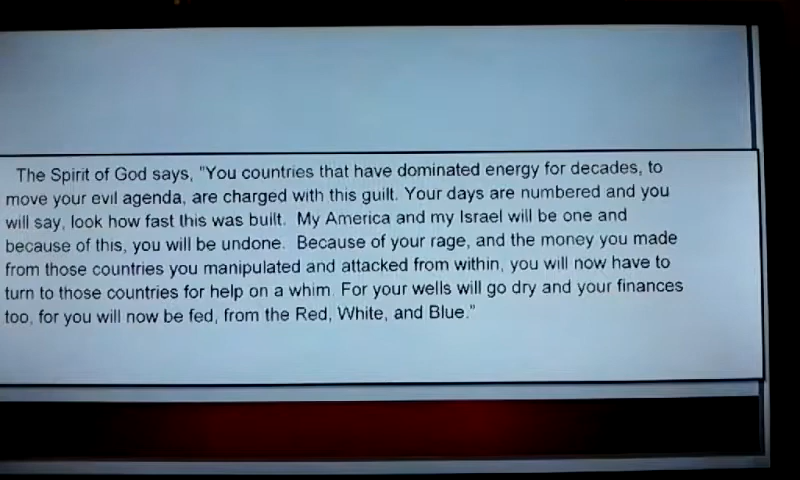 The Spirit of God says, "You countries that have dominated energy for decades, to
move your evil agenda, are charged with this guilt. Your days are numbered and you
will say, look how fast this was built. My America and my Israel will be one and
because of this, you will be undone. Because of your rage, and the money you made
from those countries you manipulated and attacked from within, you will now have to
turn to those countries for help on a whim. For your wells will go dry and your finances
too, for you will now be fed, from the Red, White, and Blue."